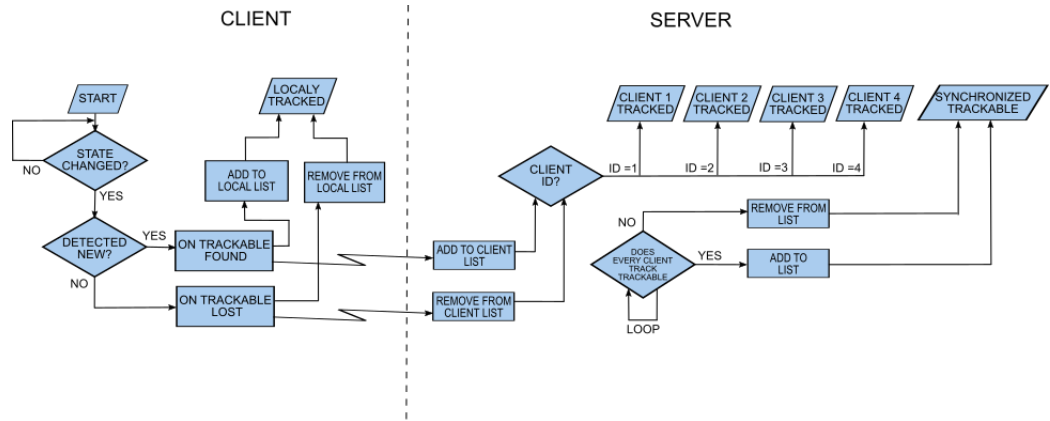 CLIENT
SERVER
START
LOCALY
TRACKED
CLIENT 1
TRACKED
CLIENT 2
TRACKED
CLIENT 3
TRACKED
CLIENT 4
TRACKED
SYNCHRONIZED
TRACKABLE
STATE
CHANGED?
NO
YES
ADD TO
LOCAL LIST
REMOVE FROM
LOCAL LIST
CLIENT
ID?
ID =1
ID =2
ID =3
ID =4
DETECTED
NEW?
YES
NO
ON TRACKABLE
FOUND
ON TRACKABLE
LOST
ADD TO CLIENT
LIST
REMOVE FROM
CLIENT LIST
NO
REMOVE FROM
LIST
DOES
EVERY CLIENT
TRACK
TRACKABLE
YES
ADD TO
LIST
LOOP